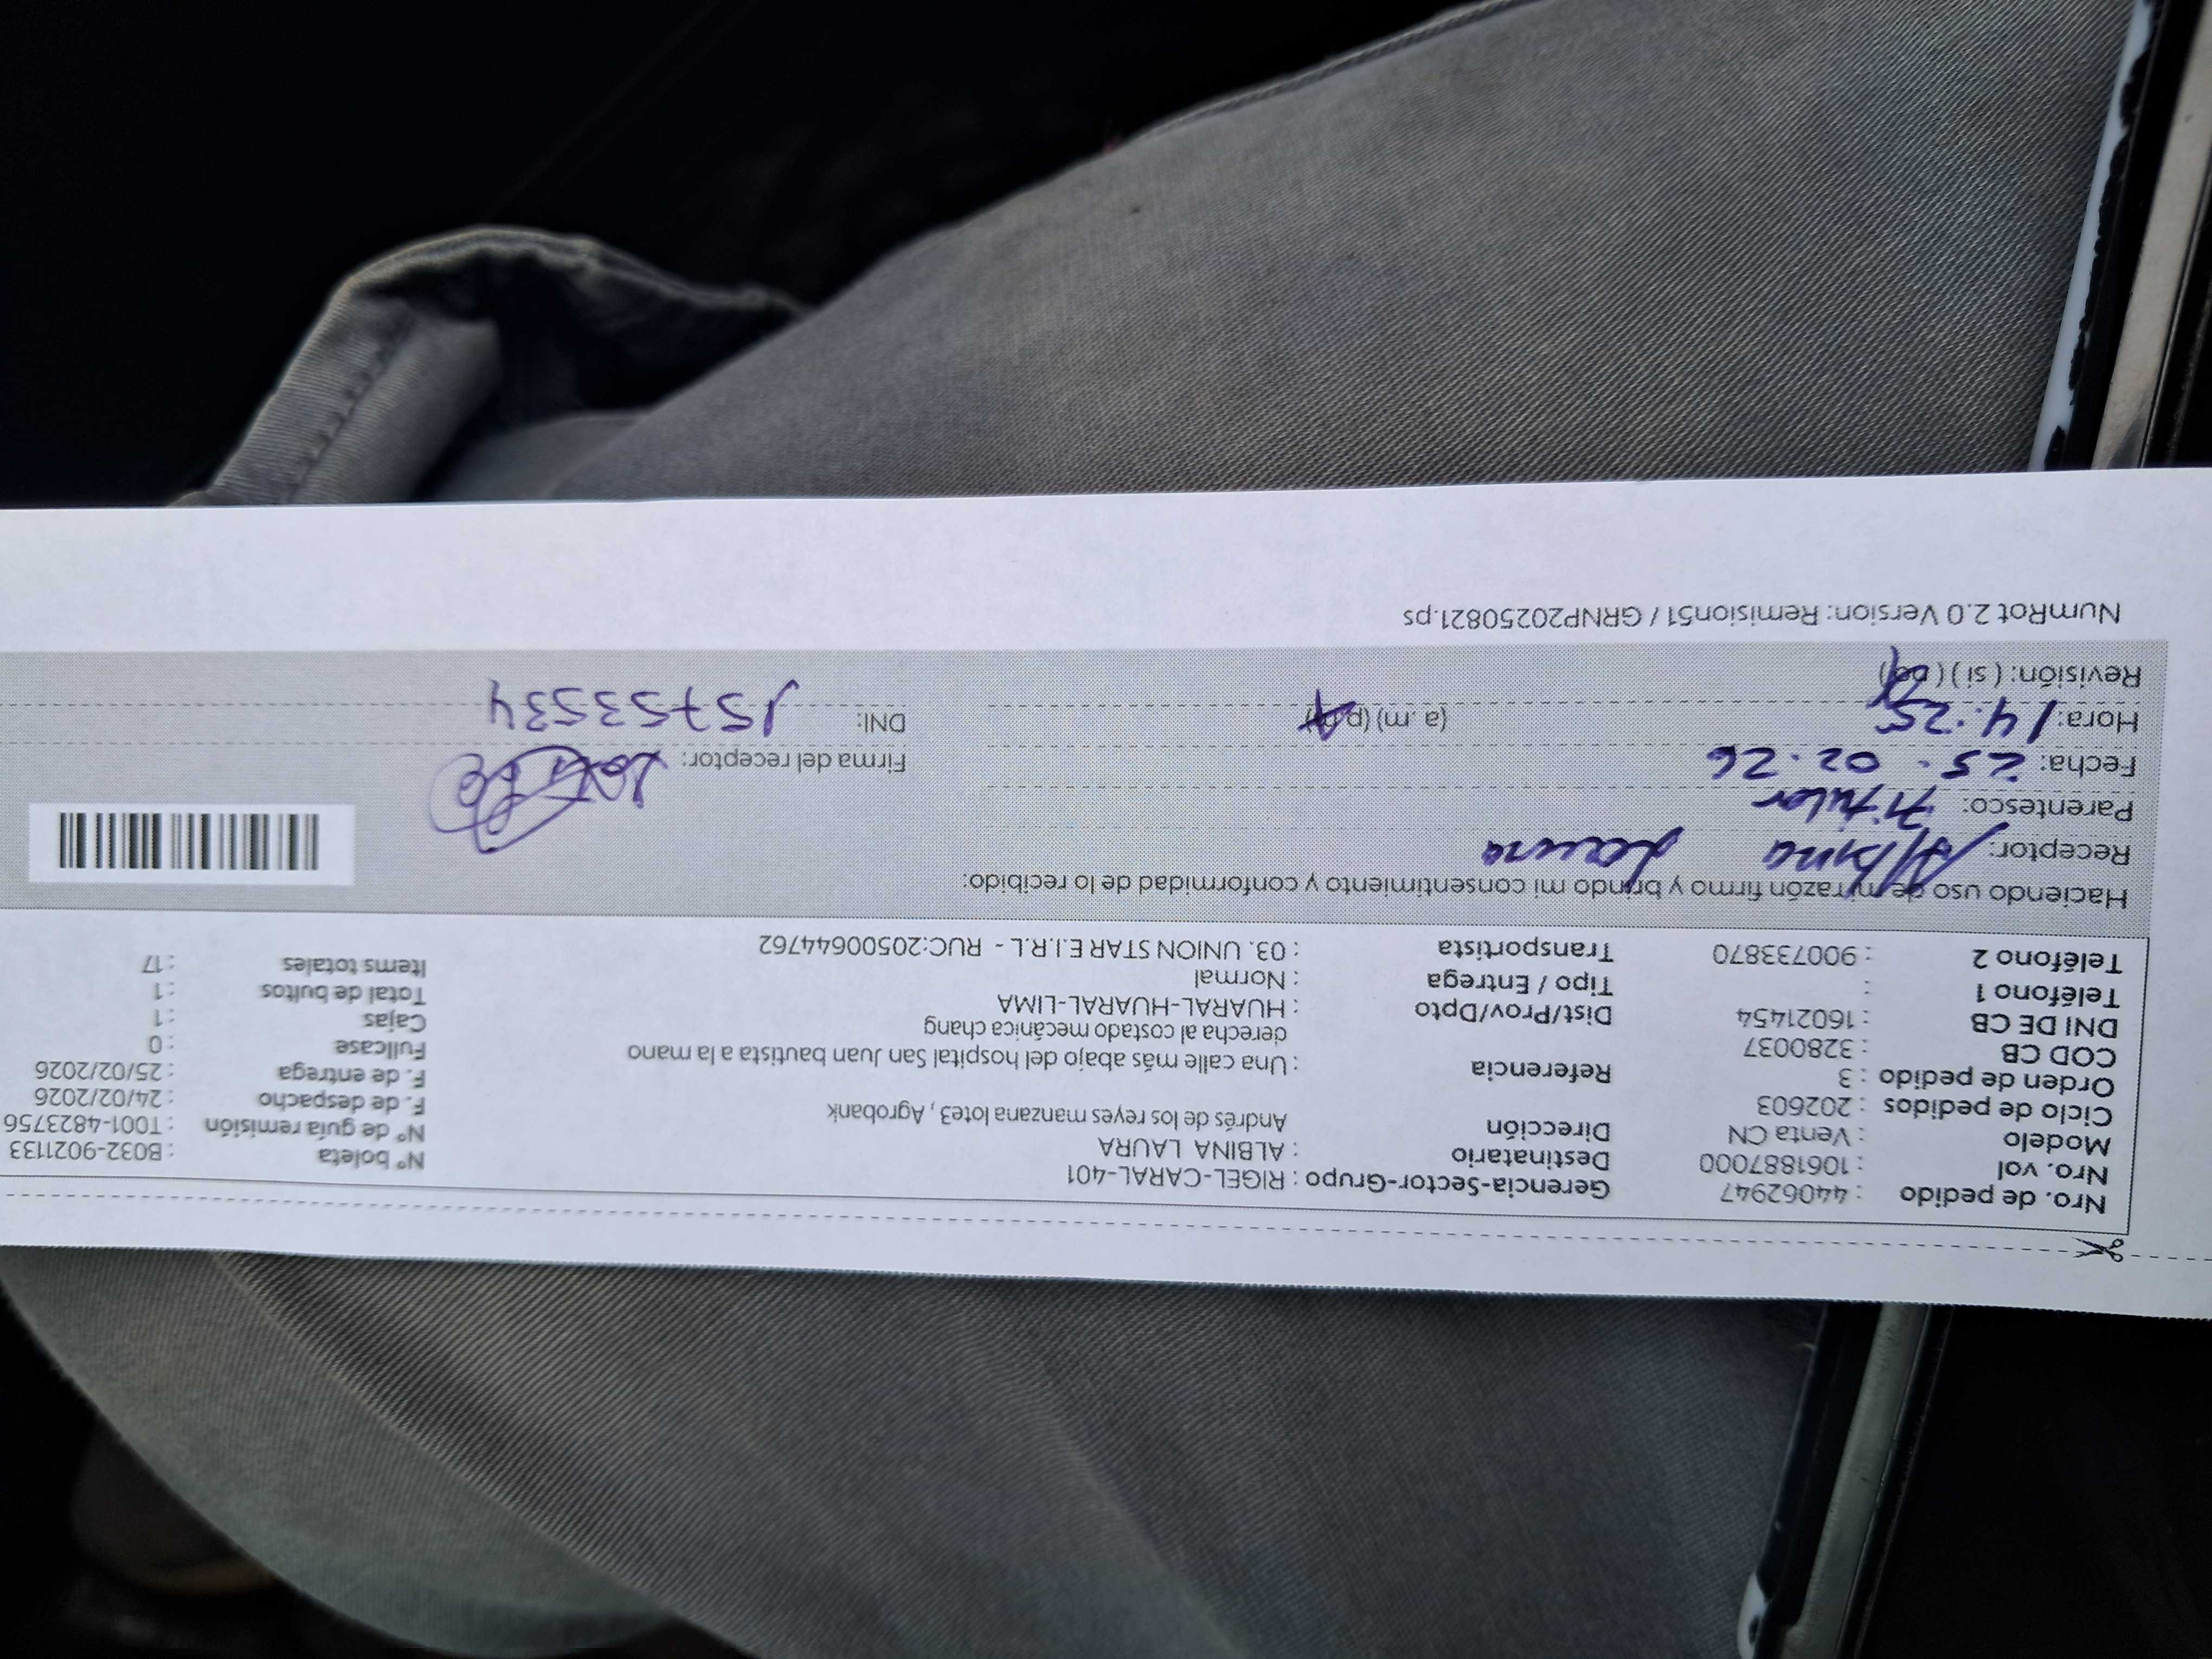 Nro. de pedido : 44062947 Gerencia-Sector-Grupo : RIGEL-CARAL-401 Nº boleta : B032-9021133
Nro. vol : 1061887000 Destinatario : ALBINA LAURA Nº de guía remisión : T001-4823756
Modelo : Venta CN Dirección Andrés de los reyes manzana lote3 , Agrobank F. de despacho : 24/02/2026
Ciclo de pedidos : 202603 F. de entrega : 25/02/2026
Orden de pedido : 3 Referencia : Una calle más abajo del hospital San Juan bautista a la mano Fullcase : 0
COD CB : 3280037 derecha al costado mecánica chang Cajas : 1
DNI DE CB : 16021454 Dist/Prov/Dpto : HUARAL-HUARAL-LIMA Total de bultos : 1
Teléfono 1 : Tipo / Entrega : Normal Items totales : 17
Teléfono 2 : 900733870 Transportista : 03. UNION STAR E.I.R.L - RUC:20500644762
Haciendo uso de mi razón firmo y brindo mi consentimiento y conformidad de lo recibido:
Receptor: Albina Laura
Parentesco: Titular
Fecha: 25. 02. 26 Firma del receptor:
Hora: 14:25 (a. m) (p. m) DNI: 15753534
Revisión: ( si ) ( no )
NumRot 2.0 Version: Remision51 / GRNP20250821.ps